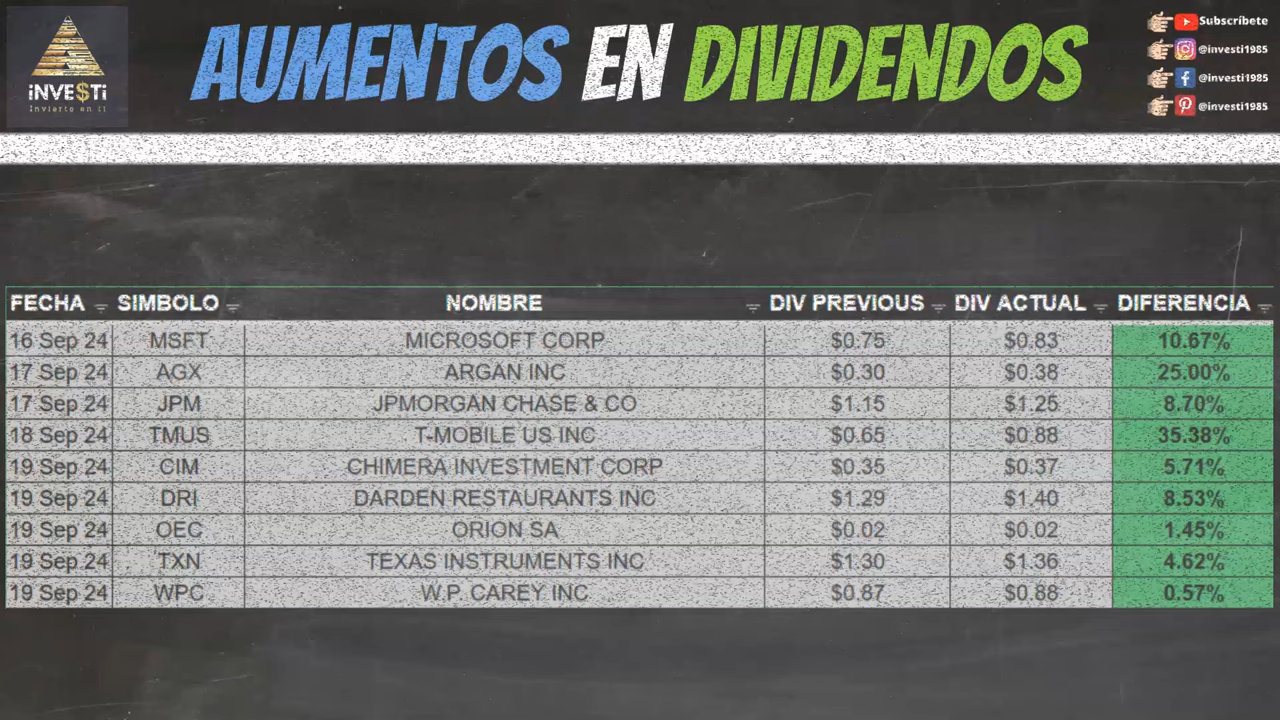 iNVE$Ti
Invierte en ti
AUMENTOS EN DIVIDENDOS
Subscríbete
@investi1985
@investi1985
@investi1985
FECHA SIMBOLO NOMBRE DIV PREVIOUS DIV ACTUAL DIFERENCIA
16 Sep 24 MSFT MICROSOFT CORP $0.75 $0.83 10.67%
17 Sep 24 AGX ARGAN INC $0.30 $0.38 25.00%
17 Sep 24 JPM JPMORGAN CHASE & CO $1.15 $1.25 8.70%
18 Sep 24 TMUS T-MOBILE US INC $0.65 $0.88 35.38%
19 Sep 24 CIM CHIMERA INVESTMENT CORP $0.35 $0.37 5.71%
19 Sep 24 DRI DARDEN RESTAURANTS INC $1.29 $1.40 8.53%
19 Sep 24 OEC ORION SA $0.02 $0.02 1.45%
19 Sep 24 TXN TEXAS INSTRUMENTS INC $1.30 $1.36 4.62%
19 Sep 24 WPC W.P. CAREY INC $0.87 $0.88 0.57%